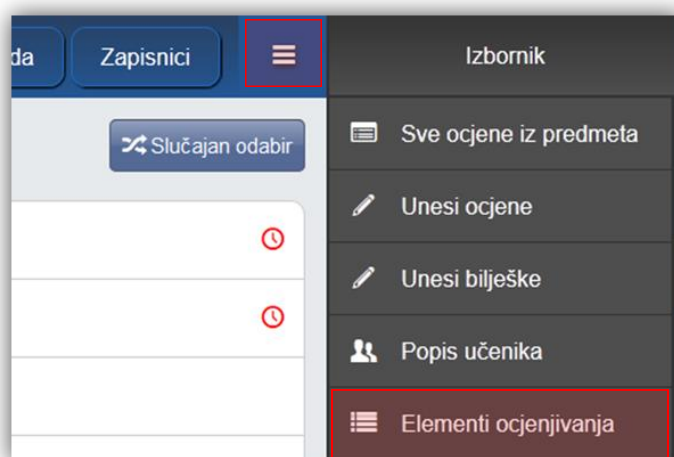 da
Zapisnici
Izbornik
Slučajan odabir
Sve ocjene iz predmeta
Unesi ocjene
Unesi bilješke
Popis učenika
Elementi ocjenjivanja